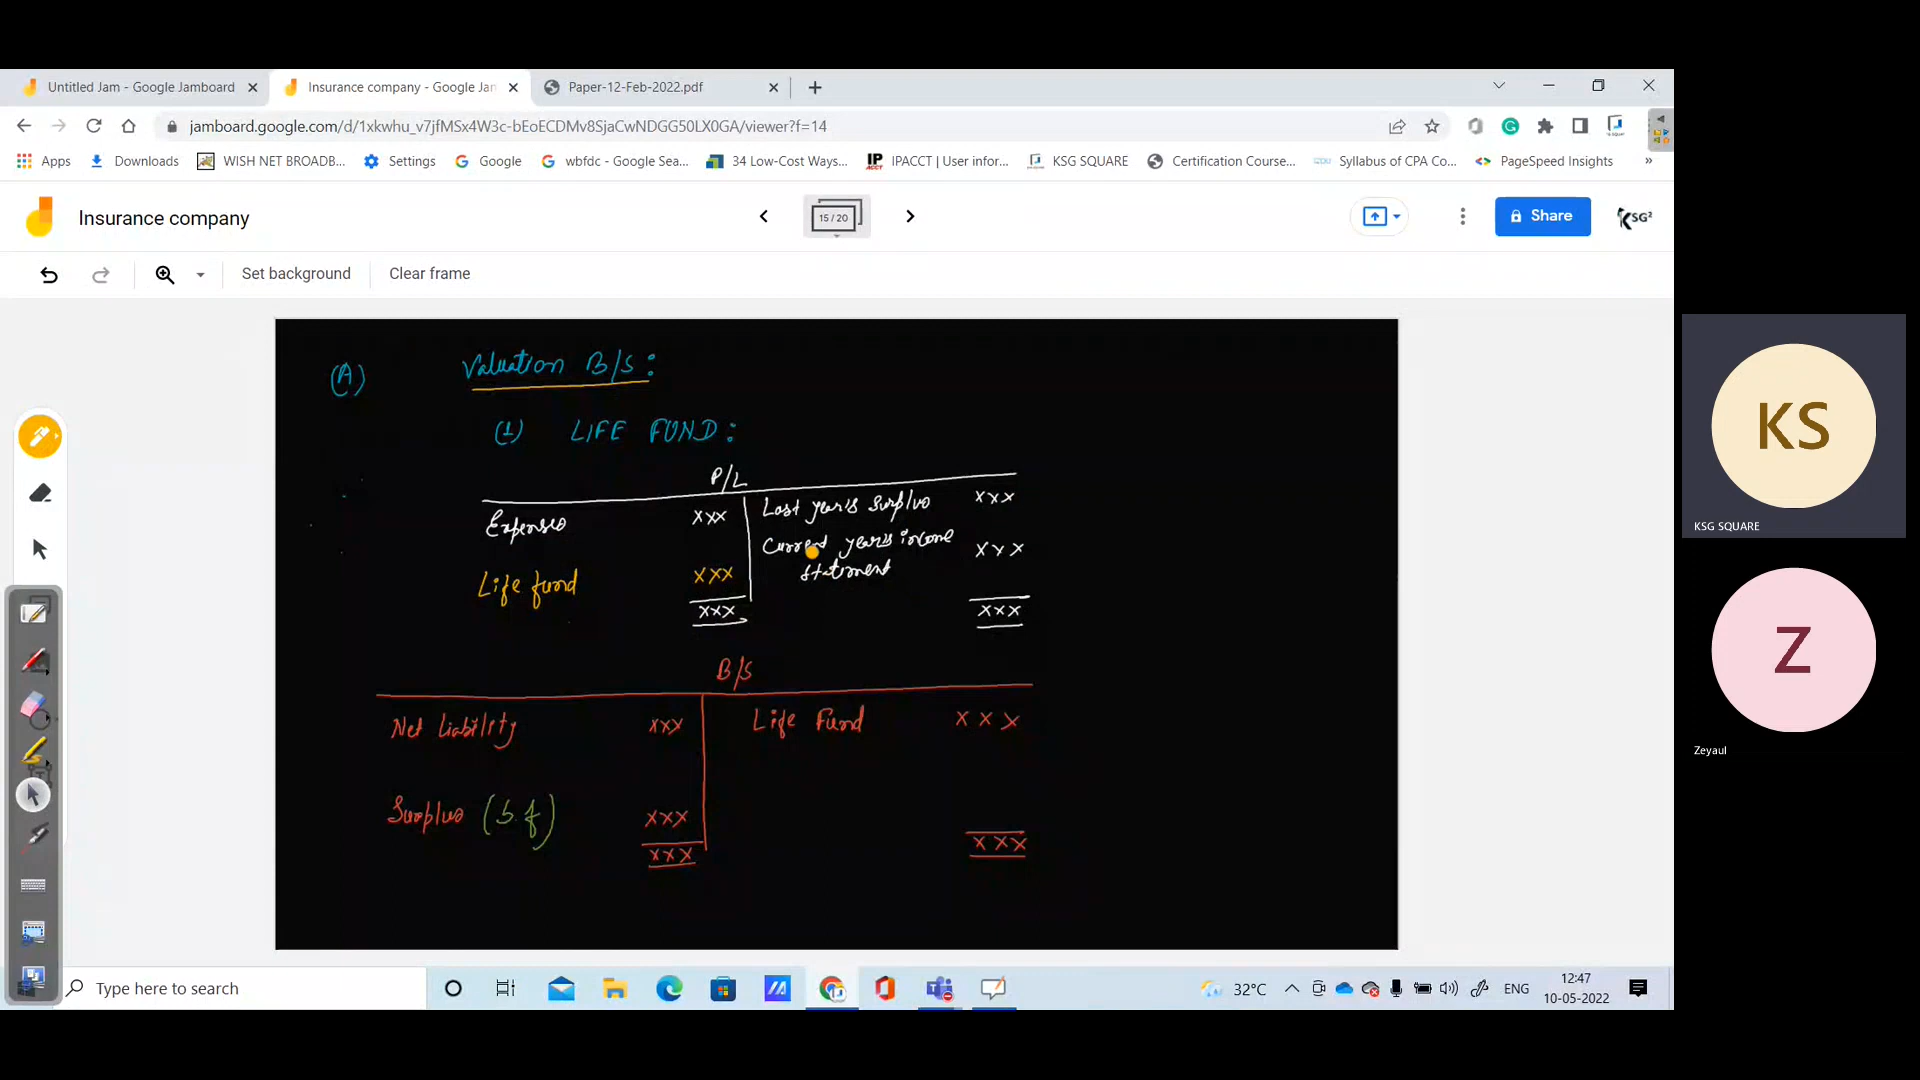 Untitled Jam - Google Jamboard
Insurance company - Google Jan
Paper-12-Feb-2022.pdf
jamboard.google.com/d/1xkwhu_v7jfMSx4W3c-bEoECDMv8SjaCwNDGG50LX0GA/viewer?f=14
Apps Downloads WISH NET BROADB... Settings Google wbfdc - Google Sea... 34 Low-Cost Ways... IPACCT | User infor... KSG SQUARE Certification Course... Syllabus of CPA Co... PageSpeed Insights »
Insurance company
15 / 20
Share
KSG²
Set background Clear frame
(A) Valuation B/S:
(1) LIFE FUND:
P/L
Expenses xxx Last year's surplus xxx
Current year's income xxx
statement
Life fund xxx
xxx xxx
B/S
Net Liability xxx Life Fund xxx
Surplus (b.f) xxx
xxx xxx
KS
KSG SQUARE
Z
Zeyaul
Type here to search
32°C
ENG
12:47
10-05-2022